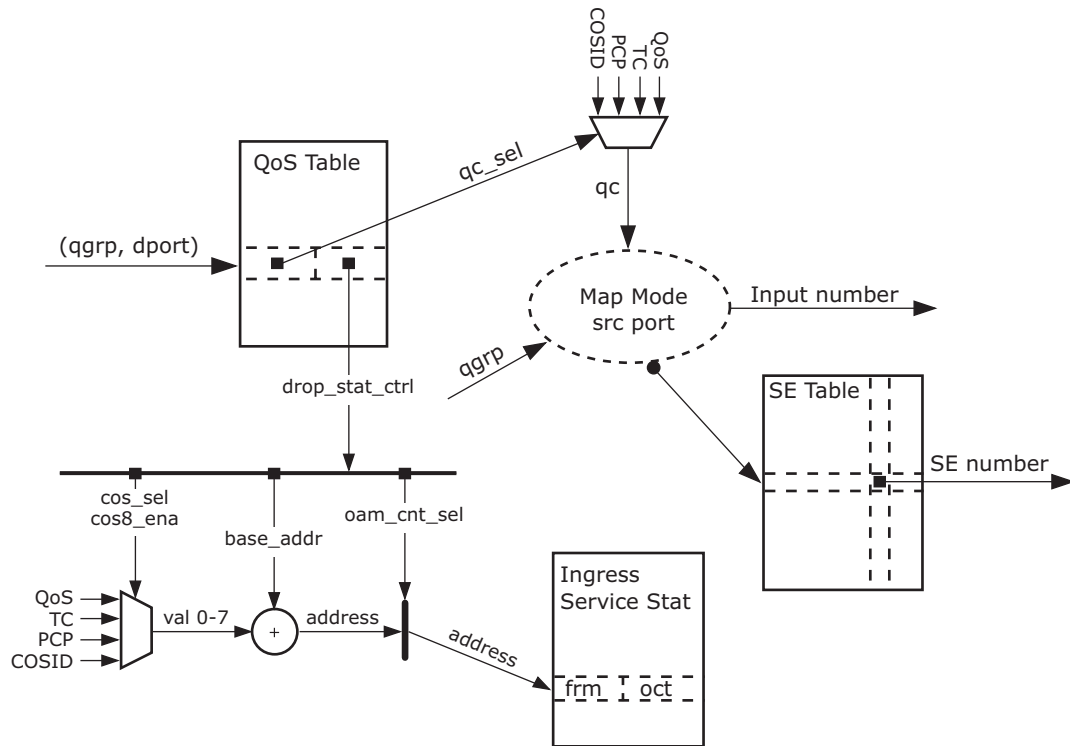 COSID
PCP
TC
QoS
QoS Table
qc_sel
qc
(qgrp, dport)
Map Mode
src port
Input number
qgrp
drop_stat_ctrl
SE Table
SE number
cos_sel
cos8_ena
base_addr
oam_cnt_sel
Ingress
Service Stat
QoS
TC
PCP
COSID
val 0-7
+
address
address
frm
oct